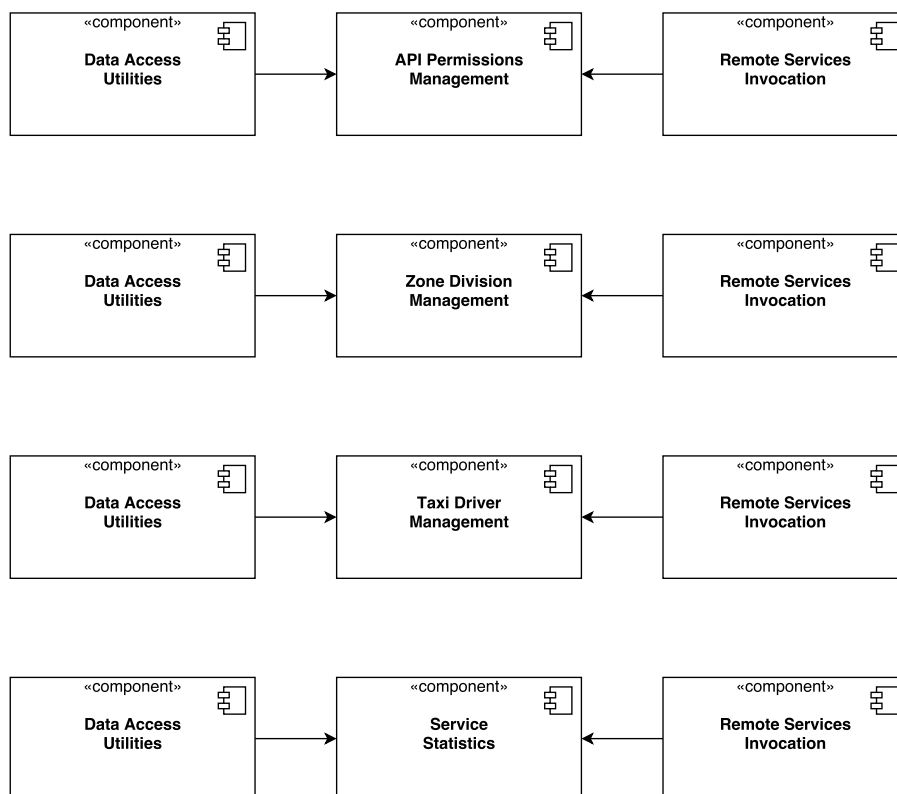 «component»
Data Access
Utilities
«component»
API Permissions
Management
«component»
Remote Services
Invocation
«component»
Data Access
Utilities
«component»
Zone Division
Management
«component»
Remote Services
Invocation
«component»
Data Access
Utilities
«component»
Taxi Driver
Management
«component»
Remote Services
Invocation
«component»
Data Access
Utilities
«component»
Service
Statistics
«component»
Remote Services
Invocation